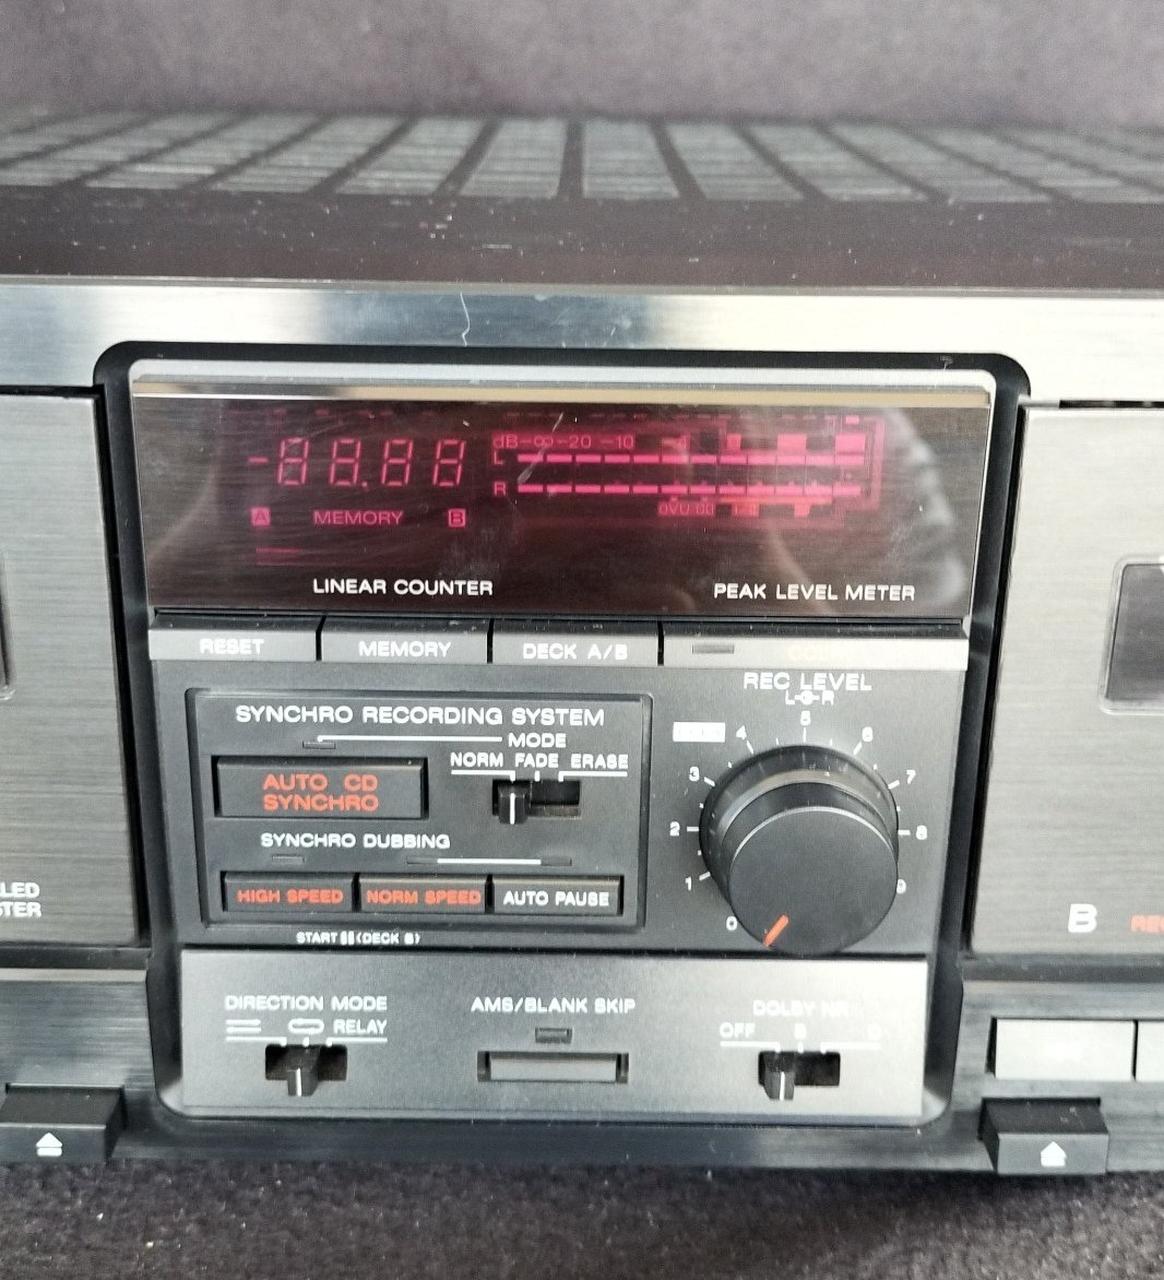 -88.88
dB-∞-20 -10
L
R
A MEMORY B
LINEAR COUNTER
PEAK LEVEL METER
RESET
MEMORY
DECK A/B
REC LEVEL
L R
0 1 2 3 4 5 6 7 8 9
SYNCHRO RECORDING SYSTEM
MODE
NORM FADE ERASE
AUTO CD
SYNCHRO
SYNCHRO DUBBING
HIGH SPEED
NORM SPEED
AUTO PAUSE
START (DECK B)
DIRECTION MODE
RELAY
AMS/BLANK SKIP
DOLBY NR
OFF B
B